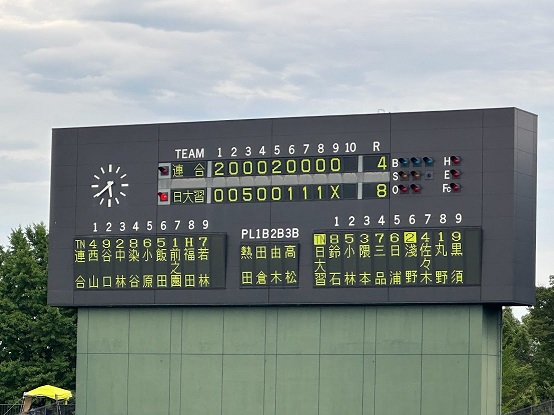 TEAM 1 2 3 4 5 6 7 8 9 10 R
連合 2 0 0 0 2 0 0 0 0 4 B H
S E
日大習 0 0 5 0 0 1 1 1 X 8 O Fc
1 2 3 4 5 6 7 8 9 PL 1B 2B 3B 1 2 3 4 5 6 7 8 9
TN 4 9 2 8 6 5 1 H 7 TN 8 5 3 7 6 2 4 1 9
連合 西山 谷口 中林 染谷 小原 飯田 前之園 福田 若林 熱田 田倉 由木 高松 日大習 鈴石 小林 隈本 三品 日浦 淺野 佐々木 丸野 黒須